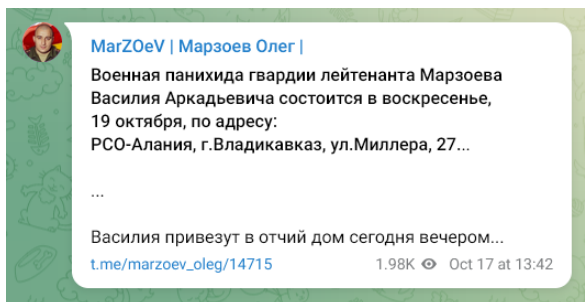 MarZOeV | Марзоев Олег |
Военная панихида гвардии лейтенанта Марзоева
Василия Аркадьевича состоится в воскресенье,
19 октября, по адресу:
РСО-Алания, г.Владикавказ, ул.Миллера, 27...
...
Василия привезут в отчий дом сегодня вечером...
t.me/marzoev_oleg/14715 1.98K Oct 17 at 13:42